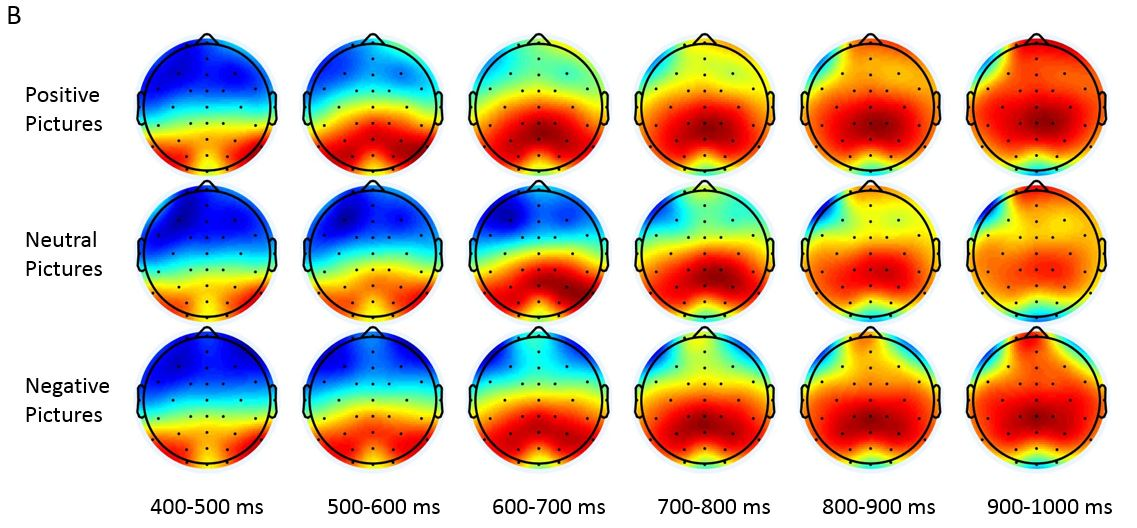 B
Positive
Pictures
Neutral
Pictures
Negative
Pictures
400-500 ms
500-600 ms
600-700 ms
700-800 ms
800-900 ms
900-1000 ms